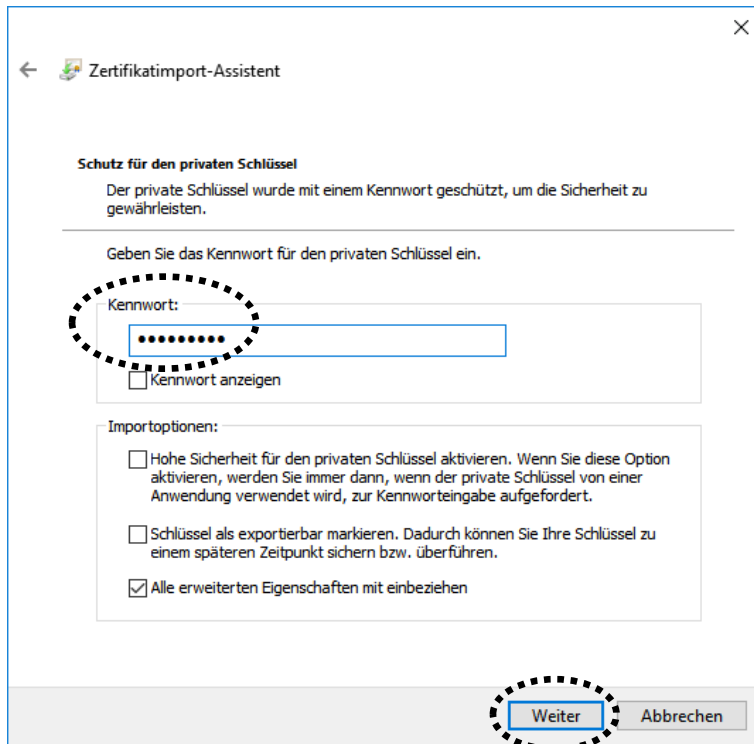 Zertifikatimport-Assistent
Schutz für den privaten Schlüssel
Der private Schlüssel wurde mit einem Kennwort geschützt, um die Sicherheit zu
gewährleisten.
Geben Sie das Kennwort für den privaten Schlüssel ein.
Kennwort:
•••••••••
Kennwort anzeigen
Importoptionen:
Hohe Sicherheit für den privaten Schlüssel aktivieren. Wenn Sie diese Option
aktivieren, werden Sie immer dann, wenn der private Schlüssel von einer
Anwendung verwendet wird, zur Kennworteingabe aufgefordert.
Schlüssel als exportierbar markieren. Dadurch können Sie Ihre Schlüssel zu
einem späteren Zeitpunkt sichern bzw. überführen.
Alle erweiterten Eigenschaften mit einbeziehen
Weiter
Abbrechen